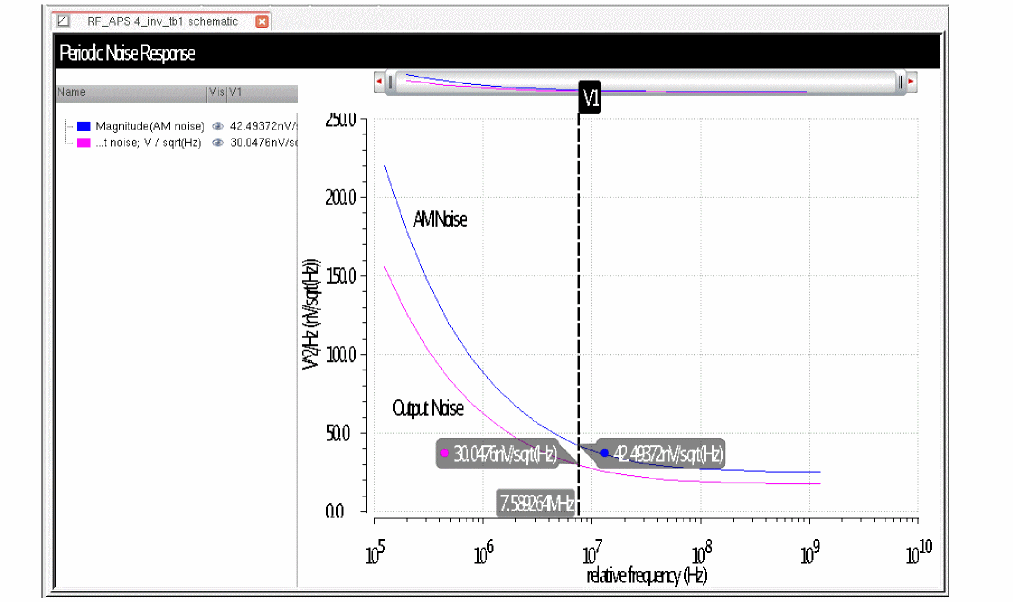 RF_APS 4_inv_tb1 schematic
Periodic Noise Response
Name Vis V1
Magnitude(AM noise) 42.49372nV/
...t noise; V / sqrt(Hz) 30.0476nV/
V1
250.0
200.0
150.0
100.0
50.0
0.0
V^2/Hz (nV/sqrt(Hz))
AM Noise
Output Noise
30.0476nV/sqrt(Hz)
42.49372nV/sqrt(Hz)
7.589264MHz
10^5 10^6 10^7 10^8 10^9 10^10
relative frequency (Hz)